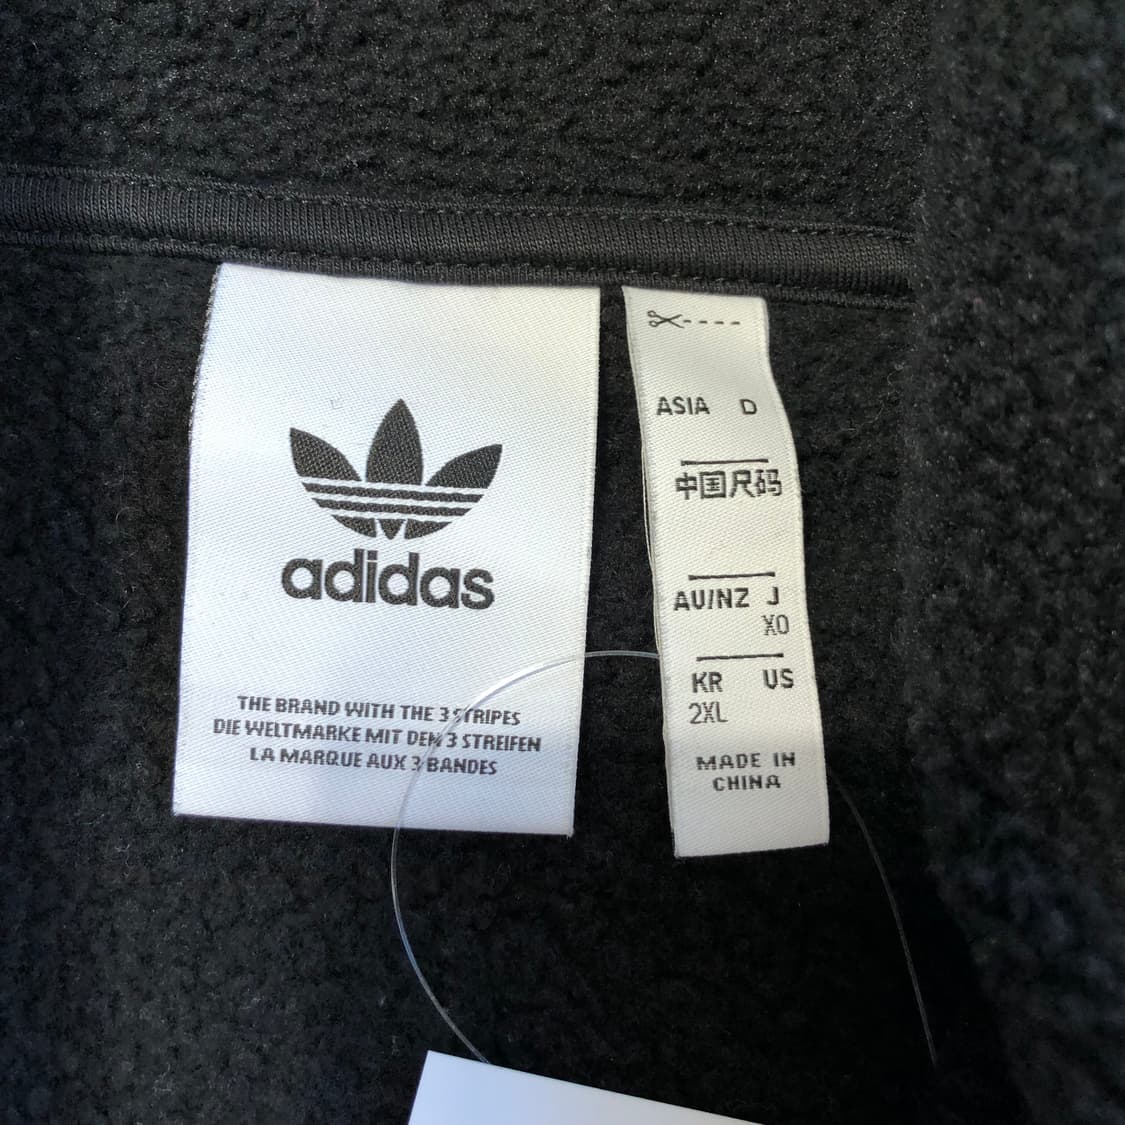 adidas
THE BRAND WITH THE 3 STRIPES
DIE WELTMARKE MIT DEN 3 STREIFEN
LA MARQUE AUX 3 BANDES
ASIA D
中国尺码
AU/NZ J
XO
KR US
2XL
MADE IN
CHINA